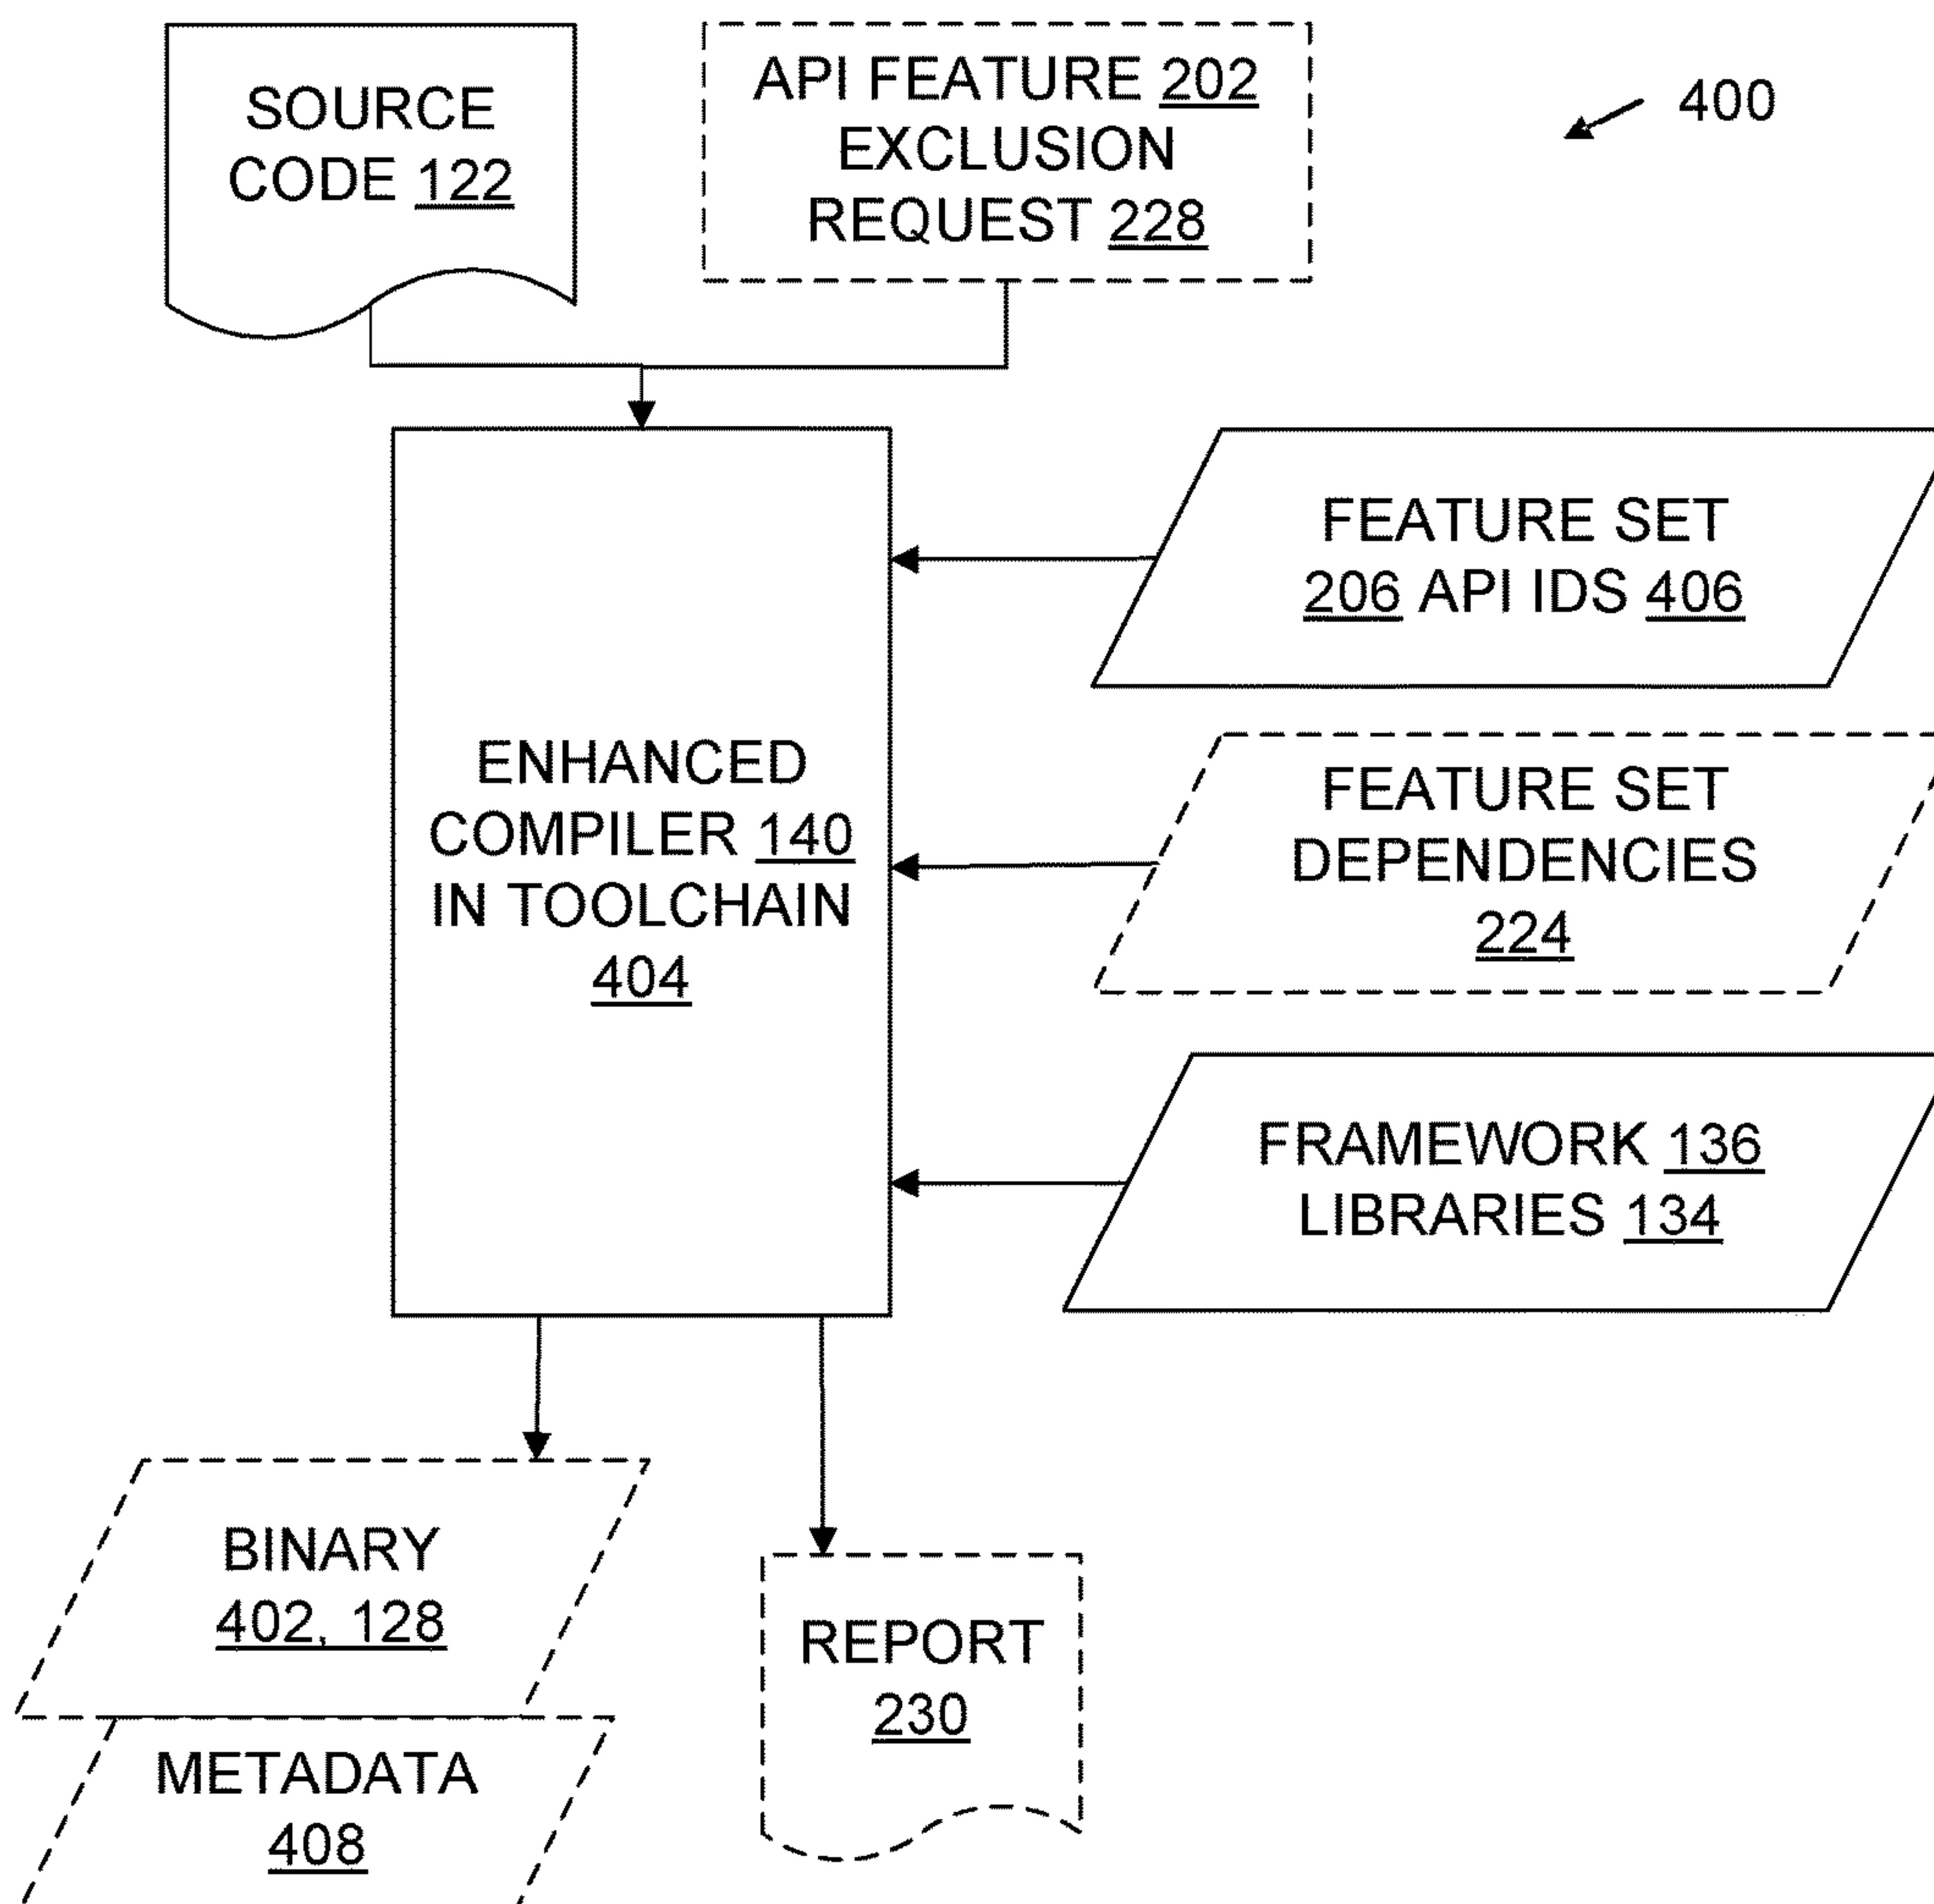 SOURCE
CODE 122
API FEATURE 202
EXCLUSION
REQUEST 228
400
FEATURE SET
206 API IDS 406
ENHANCED
COMPILER 140
IN TOOLCHAIN
404
FEATURE SET
DEPENDENCIES
224
FRAMEWORK 136
LIBRARIES 134
BINARY
402, 128
METADATA
408
REPORT
230